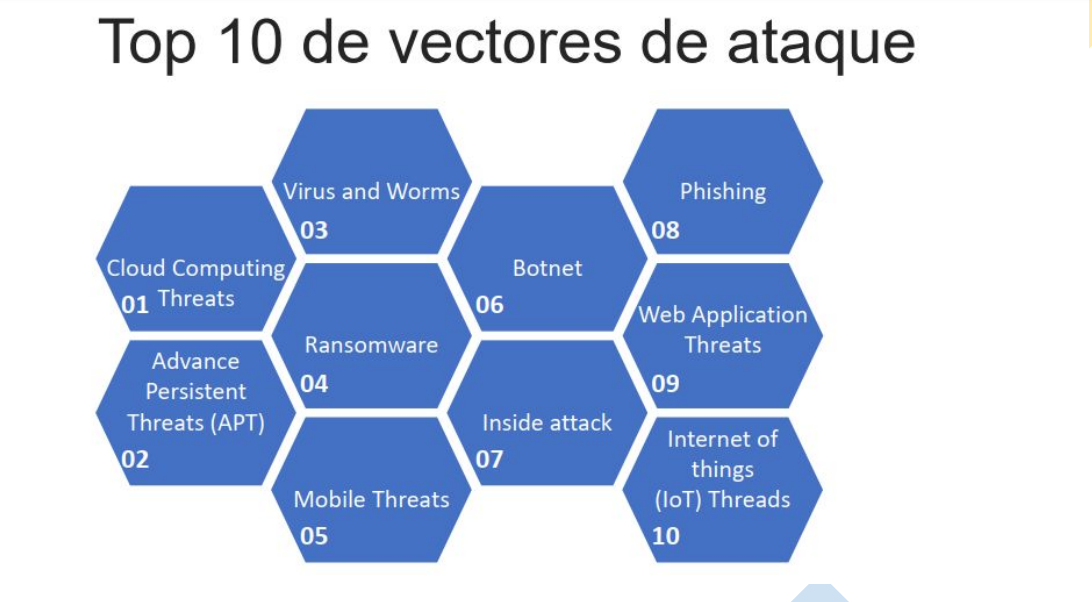 Top 10 de vectores de ataque
Cloud Computing
Threats
01
Advance
Persistent
Threats (APT)
02
Virus and Worms
03
Ransomware
04
Mobile Threats
05
Botnet
06
Inside attack
07
Phishing
08
Web Application
Threats
09
Internet of
things
(IoT) Threads
10